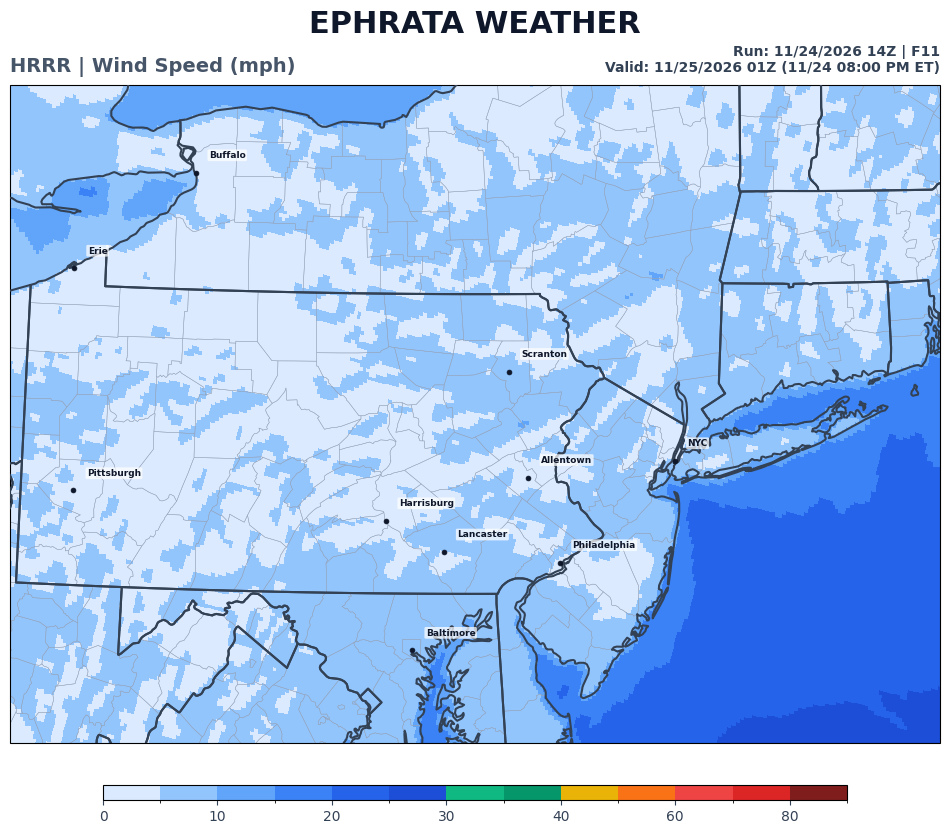 EPHRATA WEATHER
Run: 11/24/2026 14Z | F11
HRRR | Wind Speed (mph)
Valid: 11/25/2026 01Z (11/24 08:00 PM ET)
Buffalo
Erie
Scranton
NYC
Allentown
Pittsburgh
Harrisburg
Lancaster
Philadelphia
Baltimore
0 10 20 30 40 60 80